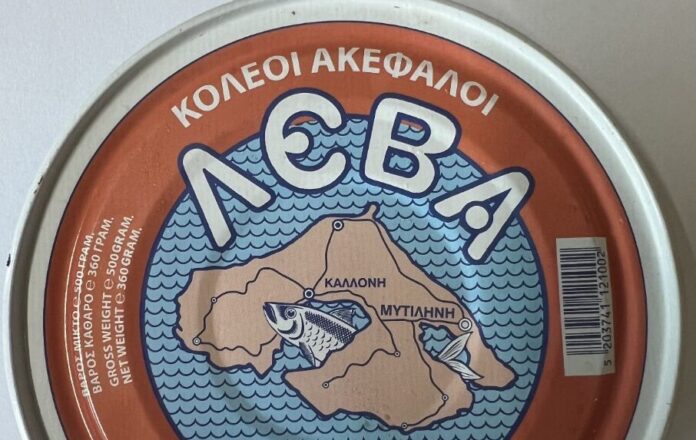 ΚΟΛΕΟΙ ΑΚΕΦΑΛΟΙ
ΛΕΒΑ
ΒΑΡΟΣ ΜΙΚΤΟ ℮ 500 ΓΡΑΜ.
ΒΑΡΟΣ ΚΑΘΑΡΟ ℮ 360 ΓΡΑΜ.
GROSS WEIGHT ℮ 500GRAM.
NET WEIGHT ℮ 360GRAM.
ΚΑΛΛΟΝΗ
ΜΥΤΙΛΗΝΗ
5 203741 121002